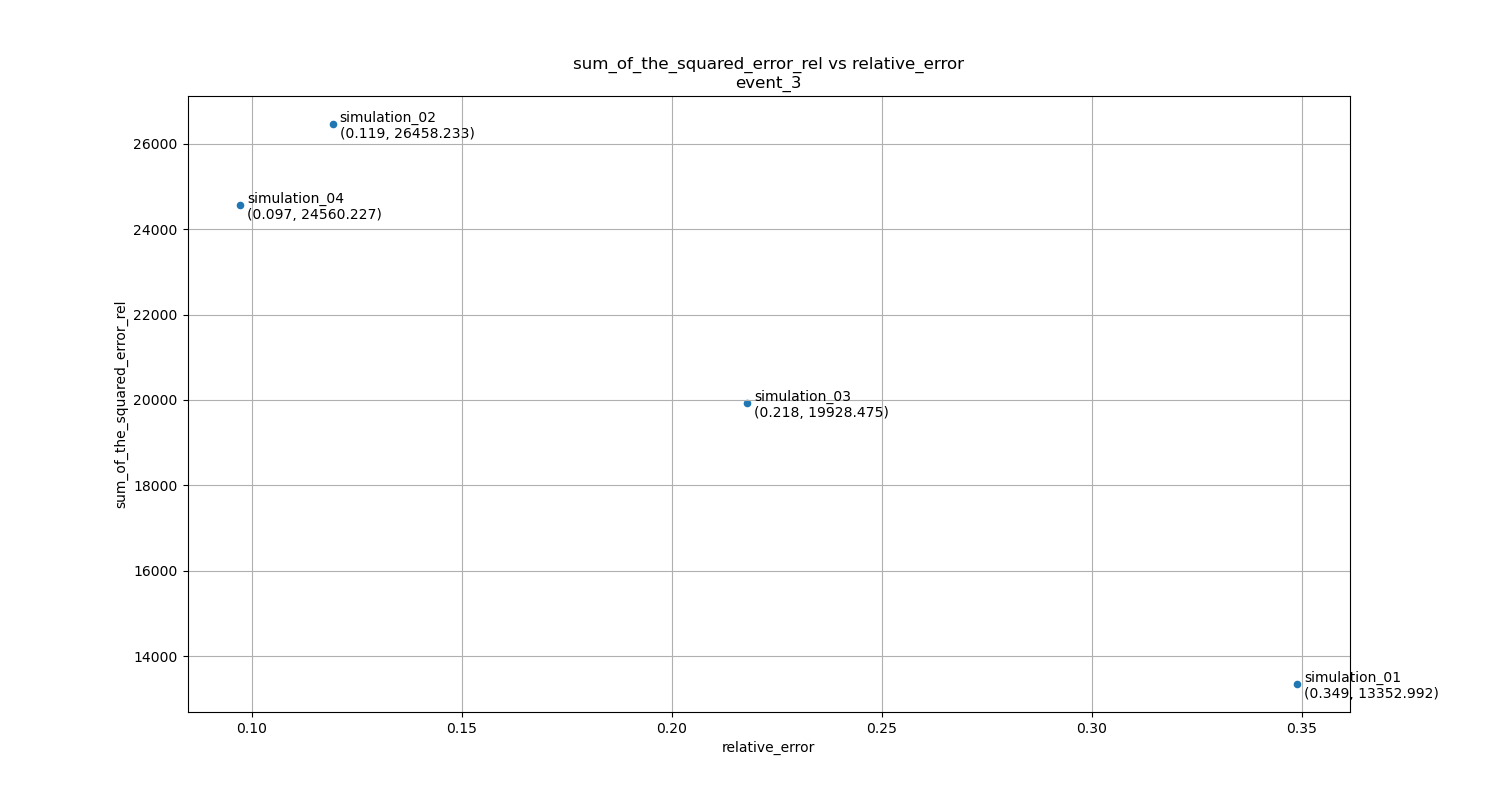 sum_of_the_squared_error_rel vs relative_error
event_3
sum_of_the_squared_error_rel
26000
24000
22000
20000
18000
16000
14000
simulation_02
(0.119, 26458.233)
simulation_04
(0.097, 24560.227)
simulation_03
(0.218, 19928.475)
simulation_01
(0.349, 13352.992)
0.10
0.15
0.20
0.25
0.30
0.35
relative_error